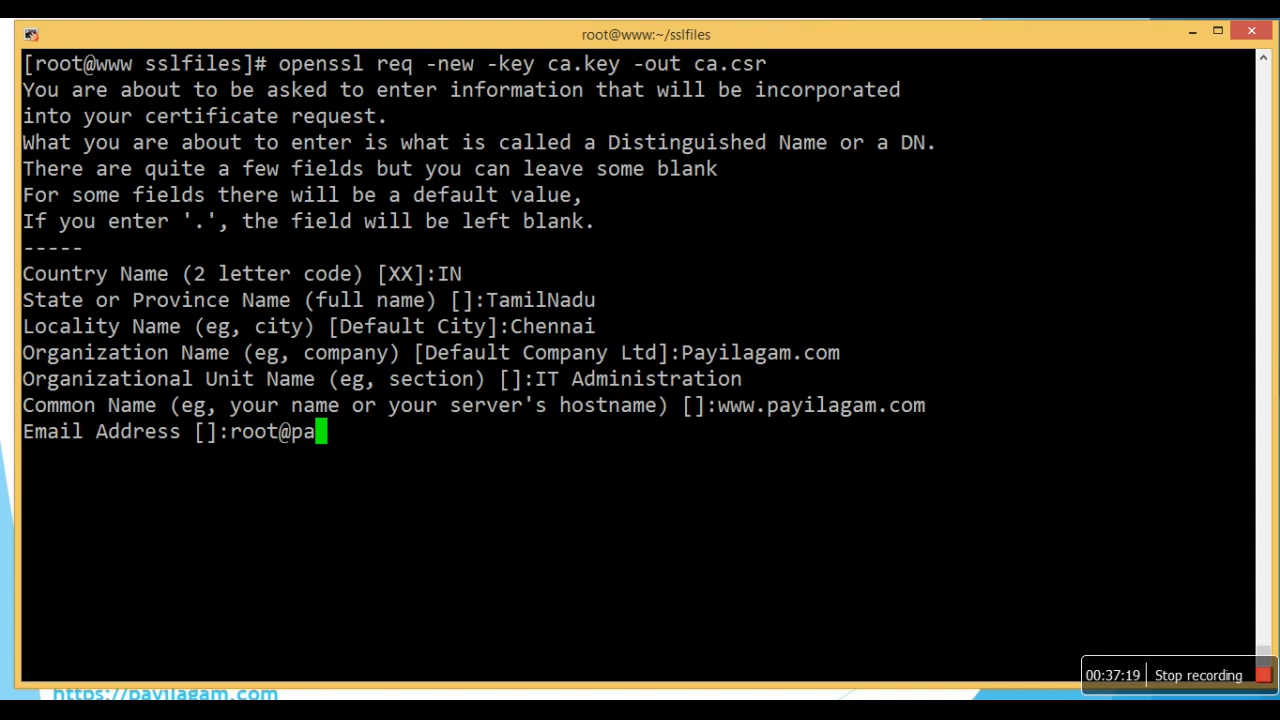 root@www:~/sslfiles
[root@www sslfiles]# openssl req -new -key ca.key -out ca.csr
You are about to be asked to enter information that will be incorporated
into your certificate request.
What you are about to enter is what is called a Distinguished Name or a DN.
There are quite a few fields but you can leave some blank
For some fields there will be a default value,
If you enter '.', the field will be left blank.
-----
Country Name (2 letter code) [XX]:IN
State or Province Name (full name) []:TamilNadu
Locality Name (eg, city) [Default City]:Chennai
Organization Name (eg, company) [Default Company Ltd]:Payilagam.com
Organizational Unit Name (eg, section) []:IT Administration
Common Name (eg, your name or your server's hostname) []:www.payilagam.com
Email Address []:root@pa
00:37:19 Stop recording
https://payilagam.com